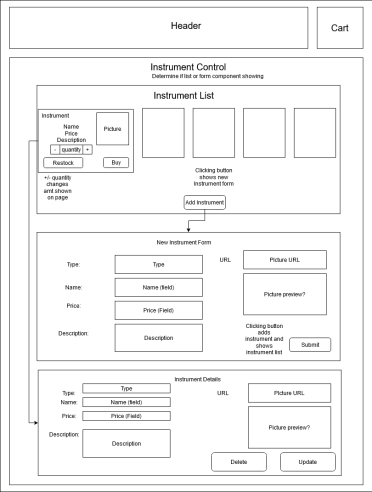 Header
Cart
Instrument Control
Determine if list or form component showing
Instrument List
Instrument
Picture
Name
Price
Description
- quantity +
Restock
Buy
+/- quantity
changes
amt shown
on page
Clicking button
shows new
Instrument form
Add Instrument
New Instrument Form
Type:
Type
URL
Picture URL
Name:
Name (field)
Picture preview?
Price:
Price (Field)
Description:
Description
Clicking button
adds
instrument and
shows
instrument list
Submit
Instrument Details
Type:
Type
URL
Picture URL
Name:
Name (field)
Price:
Price (Field)
Picture preview?
Description:
Description
Delete
Update